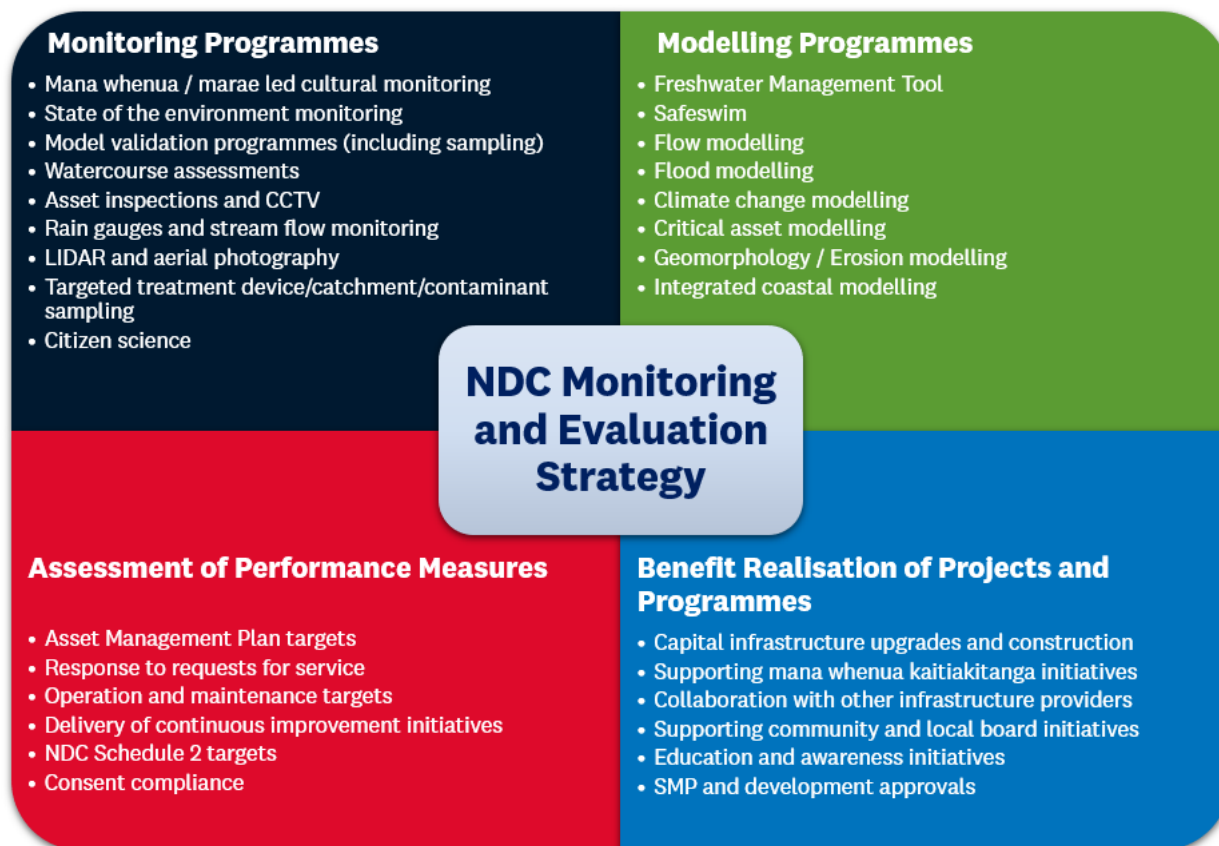 Monitoring Programmes
• Mana whenua / marae led cultural monitoring
• State of the environment monitoring
• Model validation programmes (including sampling)
• Watercourse assessments
• Asset inspections and CCTV
• Rain gauges and stream flow monitoring
• LIDAR and aerial photography
• Targeted treatment device/catchment/contaminant
sampling
• Citizen science
Modelling Programmes
• Freshwater Management Tool
• Safeswim
• Flow modelling
• Flood modelling
• Climate change modelling
• Critical asset modelling
• Geomorphology / Erosion modelling
• Integrated coastal modelling
NDC Monitoring
and Evaluation
Strategy
Assessment of Performance Measures
• Asset Management Plan targets
• Response to requests for service
• Operation and maintenance targets
• Delivery of continuous improvement initiatives
• NDC Schedule 2 targets
• Consent compliance
Benefit Realisation of Projects and
Programmes
• Capital infrastructure upgrades and construction
• Supporting mana whenua kaitiakitanga initiatives
• Collaboration with other infrastructure providers
• Supporting community and local board initiatives
• Education and awareness initiatives
• SMP and development approvals